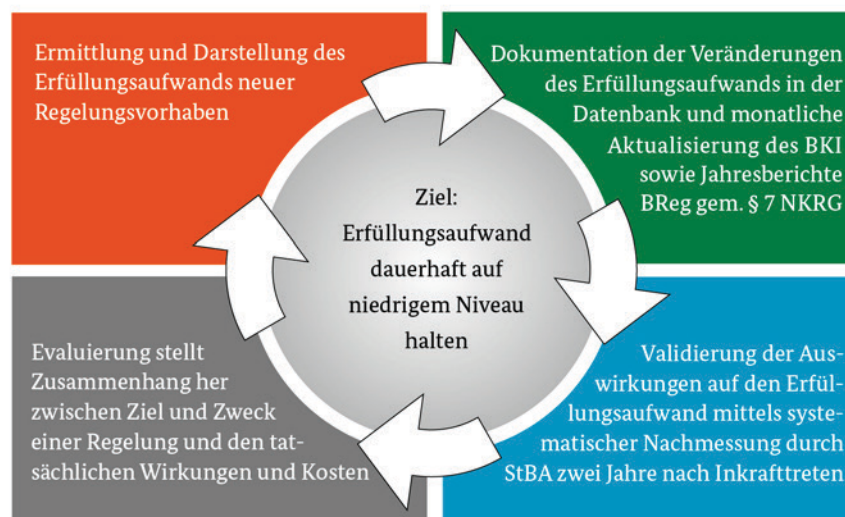 Ermittlung und Darstellung des
Erfüllungsaufwands neuer
Regelungsvorhaben
Dokumentation der Veränderungen
des Erfüllungsaufwands in der
Datenbank und monatliche
Aktualisierung des BKI
sowie Jahresberichte
BReg gem. § 7 NKRG
Ziel:
Erfüllungsaufwand
dauerhaft auf
niedrigem Niveau
halten
Evaluierung stellt
Zusammenhang her
zwischen Ziel und Zweck
einer Regelung und den tat-
sächlichen Wirkungen und Kosten
Validierung der Aus-
wirkungen auf den Erfül-
lungsaufwand mittels syste-
matischer Nachmessung durch
StBA zwei Jahre nach Inkrafttreten